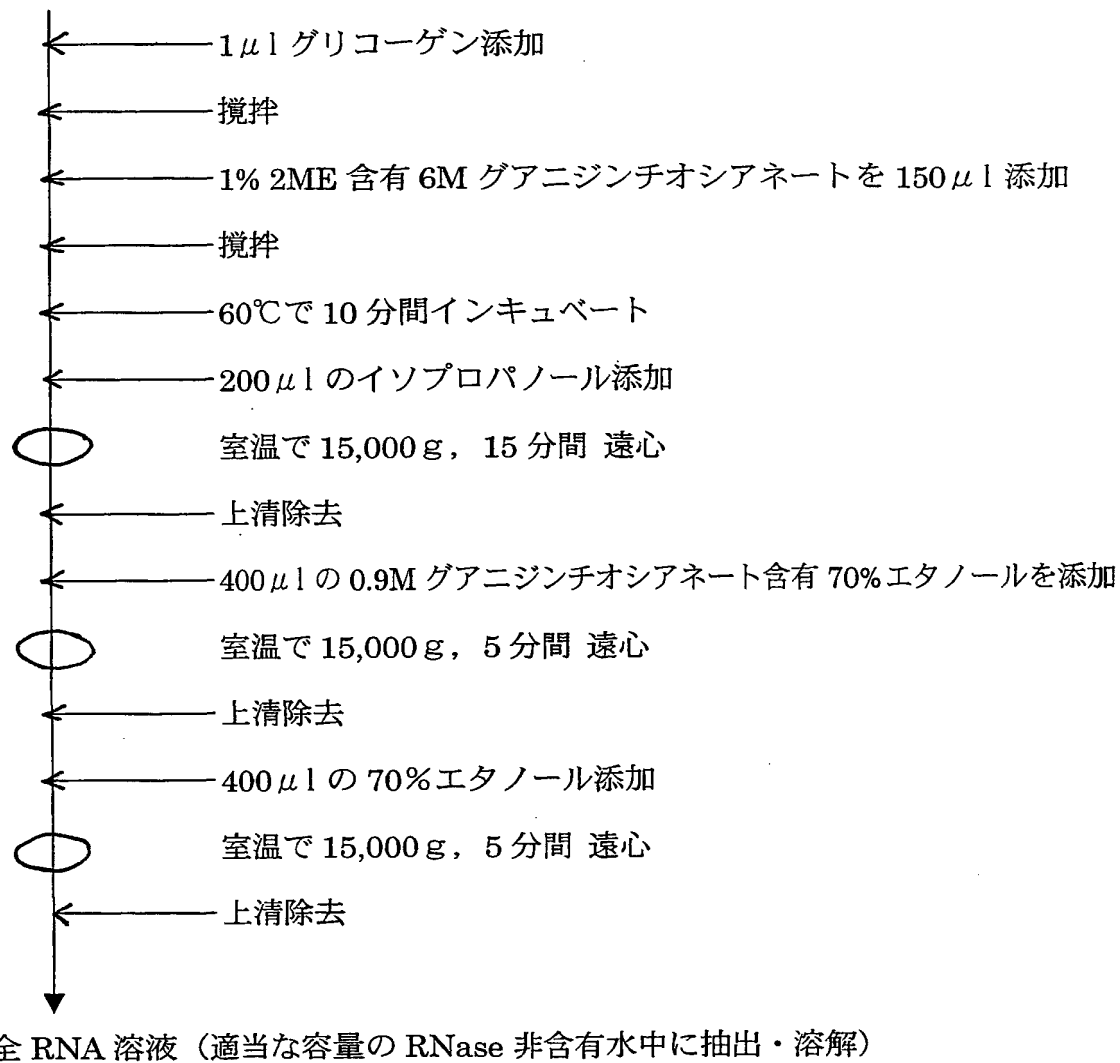 1μl グリコーゲン添加
撹拌
1% 2ME 含有 6M グアニジンチオシアネートを 150μl 添加
撹拌
60℃で 10 分間インキュベート
200μl のイソプロパノール添加
室温で 15,000g, 15 分間 遠心
上清除去
400μl の 0.9M グアニジンチオシアネート含有 70%エタノールを添加
室温で 15,000g, 5 分間 遠心
上清除去
400μl の 70%エタノール添加
室温で 15,000g, 5 分間 遠心
上清除去
全 RNA 溶液（適当な容量の RNase 非含有水中に抽出・溶解）